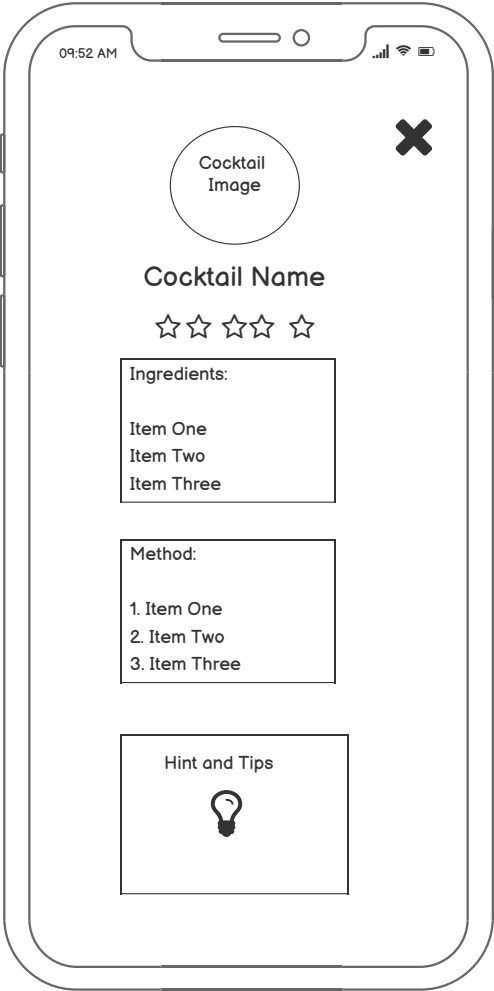 09:52 AM
Cocktail
Image
Cocktail Name
Ingredients:
Item One
Item Two
Item Three
Method:
1. Item One
2. Item Two
3. Item Three
Hint and Tips